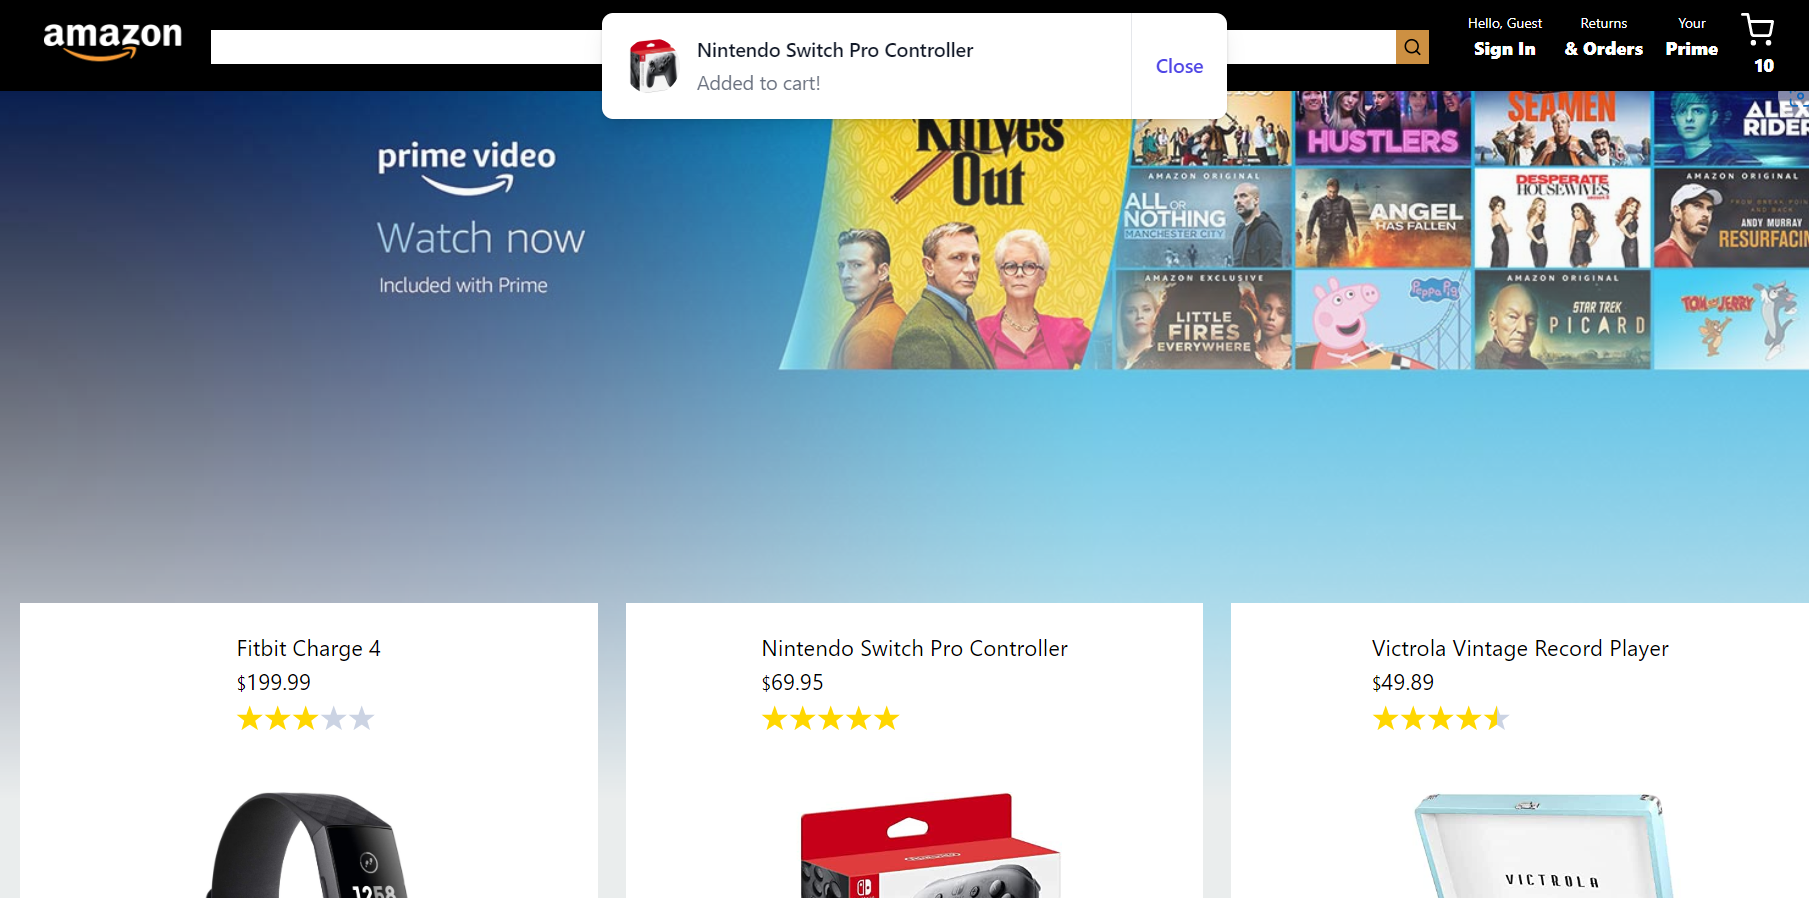 amazon
Nintendo Switch Pro Controller
Added to cart!
Close
Hello, Guest
Sign In
Returns
& Orders
Your
Prime
10
prime video
Watch now
Included with Prime
Knives
Out
HUSTLERS
SEAMEN
ALEX
RIDER
AMAZON ORIGINAL
ALL OR
NOTHING
MANCHESTER CITY
ANGEL
HAS FALLEN
DESPERATE
HOUSEWIVES
AMAZON ORIGINAL
ANDY MURRAY
RESURFACIN
AMAZON EXCLUSIVE
LITTLE
FIRES
EVERYWHERE
Peppa Pig
AMAZON ORIGINAL
STAR TREK
PICARD
TOM and JERRY
Fitbit Charge 4
$199.99
Nintendo Switch Pro Controller
$69.95
Victrola Vintage Record Player
$49.89
1258
VICTROLA